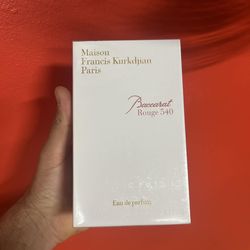 Maison
Francis Kurkdjian
Paris
Baccarat
Rouge 540
Eau de parfum